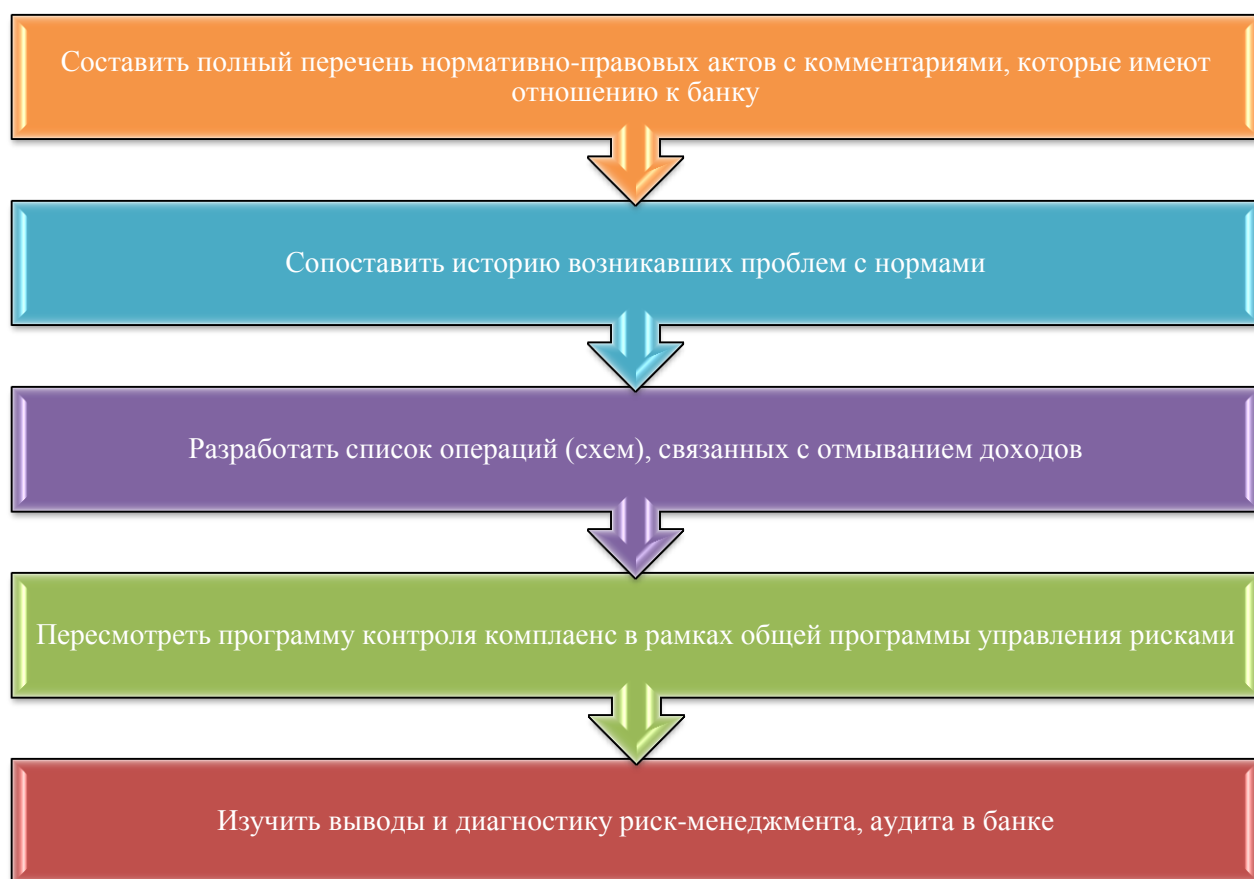 Составить полный перечень нормативно-правовых актов с комментариями, которые имеют
отношению к банку
Сопоставить историю возникавших проблем с нормами
Разработать список операций (схем), связанных с отмыванием доходов
Пересмотреть программу контроля комплаенс в рамках общей программы управления рисками
Изучить выводы и диагностику риск-менеджмента, аудита в банке